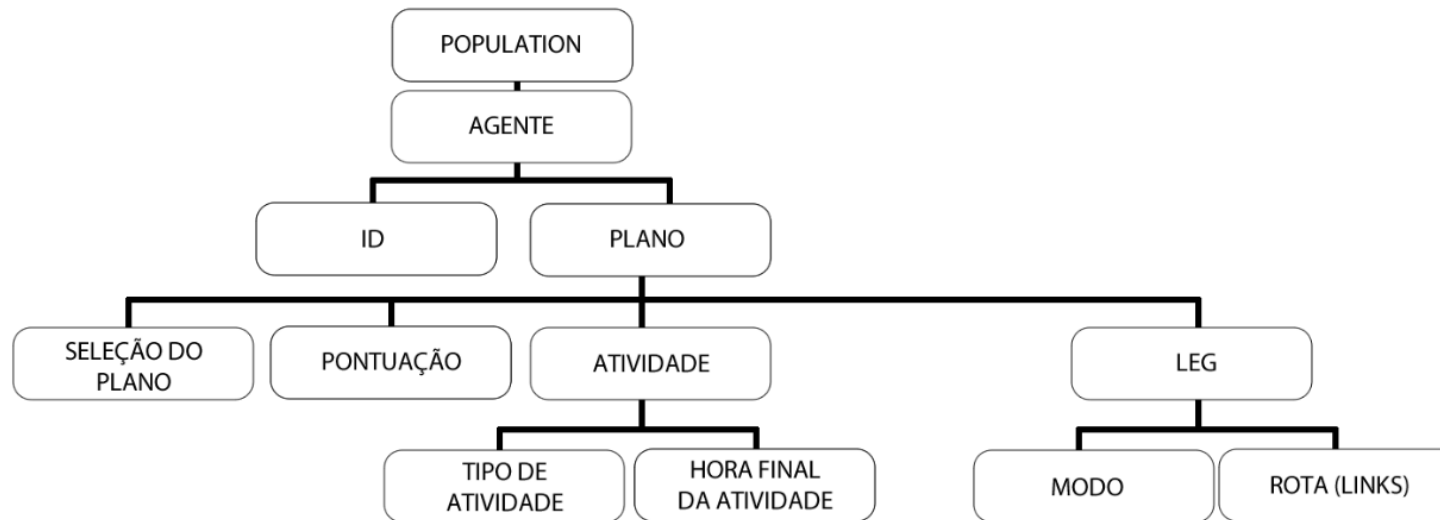 POPULATION
AGENTE
ID
PLANO
SELEÇÃO DO
PLANO
PONTUAÇÃO
ATIVIDADE
LEG
TIPO DE
ATIVIDADE
HORA FINAL
DA ATIVIDADE
MODO
ROTA (LINKS)